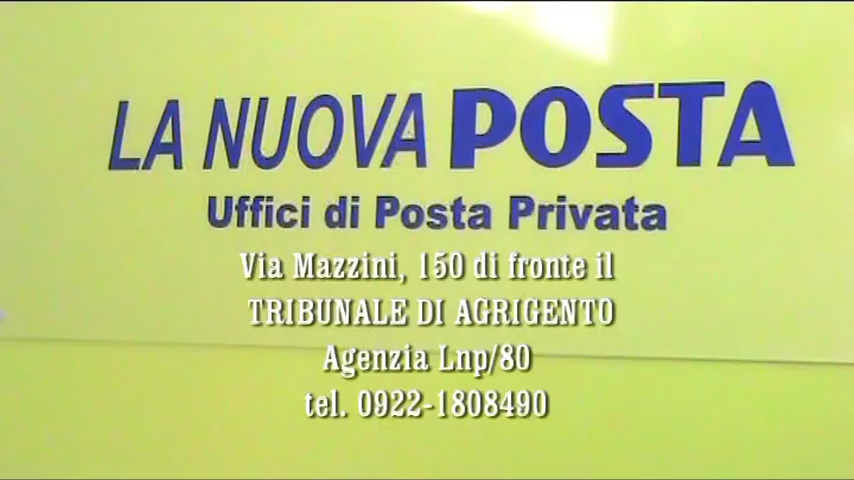 LA NUOVA POSTA
Uffici di Posta Privata
Via Mazzini, 150 di fronte il
TRIBUNALE DI AGRIGENTO
Agenzia Lnp/80
tel. 0922-1808490